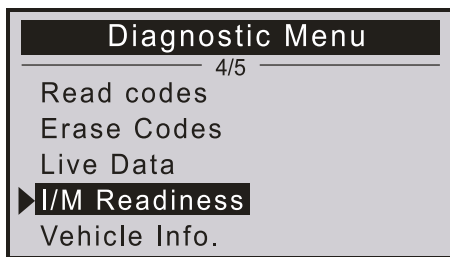 Diagnostic Menu
4/5
Read codes
Erase Codes
Live Data
I/M Readiness
Vehicle Info.